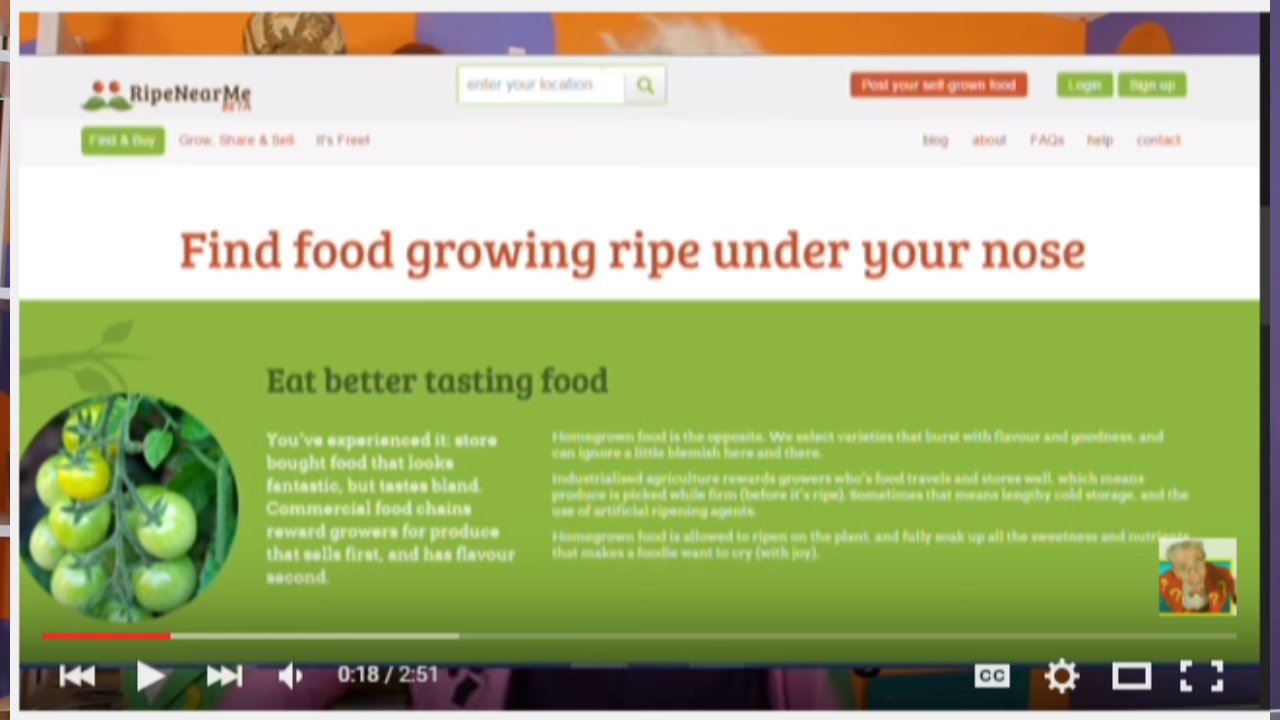 RipeNearMe
BETA
enter your location
Post your self grown food
Login
Sign up
Find & Buy
Grow, Share & Sell
It's Free!
blog
about
FAQs
help
contact
Find food growing ripe under your nose
Eat better tasting food
You've experienced it: store
bought food that looks
fantastic, but tastes bland.
Commercial food chains
reward growers for produce
that sells first, and has flavour
second.
Homegrown food is the opposite. We select varieties that burst with flavour and goodness, and
can ignore a little blemish here and there.
Industrialised agriculture rewards growers who's food travels and stores well, which means
produce is picked while firm (before it's ripe). Sometimes that means lengthy cold storage, and the
use of artificial ripening agents.
Homegrown food is allowed to ripen on the plant, and fully soak up all the sweetness and nutrients
that makes a foodie want to cry (with joy).
0:18 / 2:51
CC